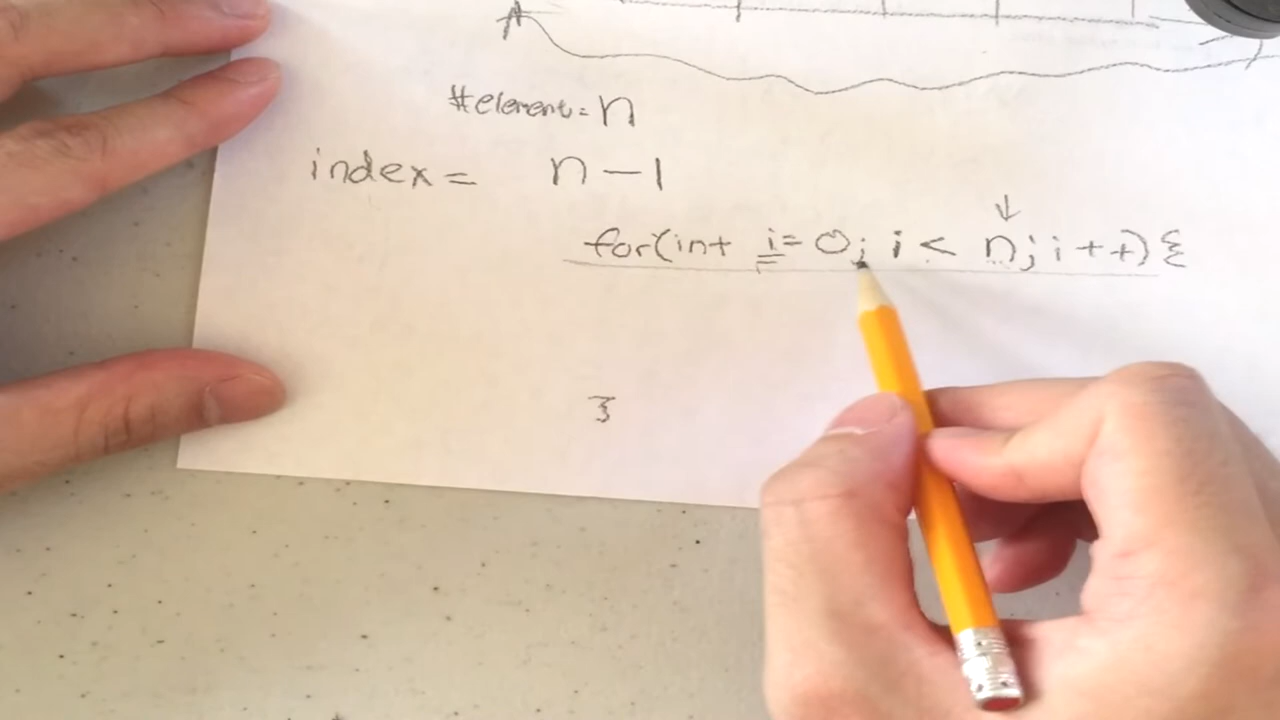 #element = n
index = n - 1
for(int i = 0; i < n; i++) {
}